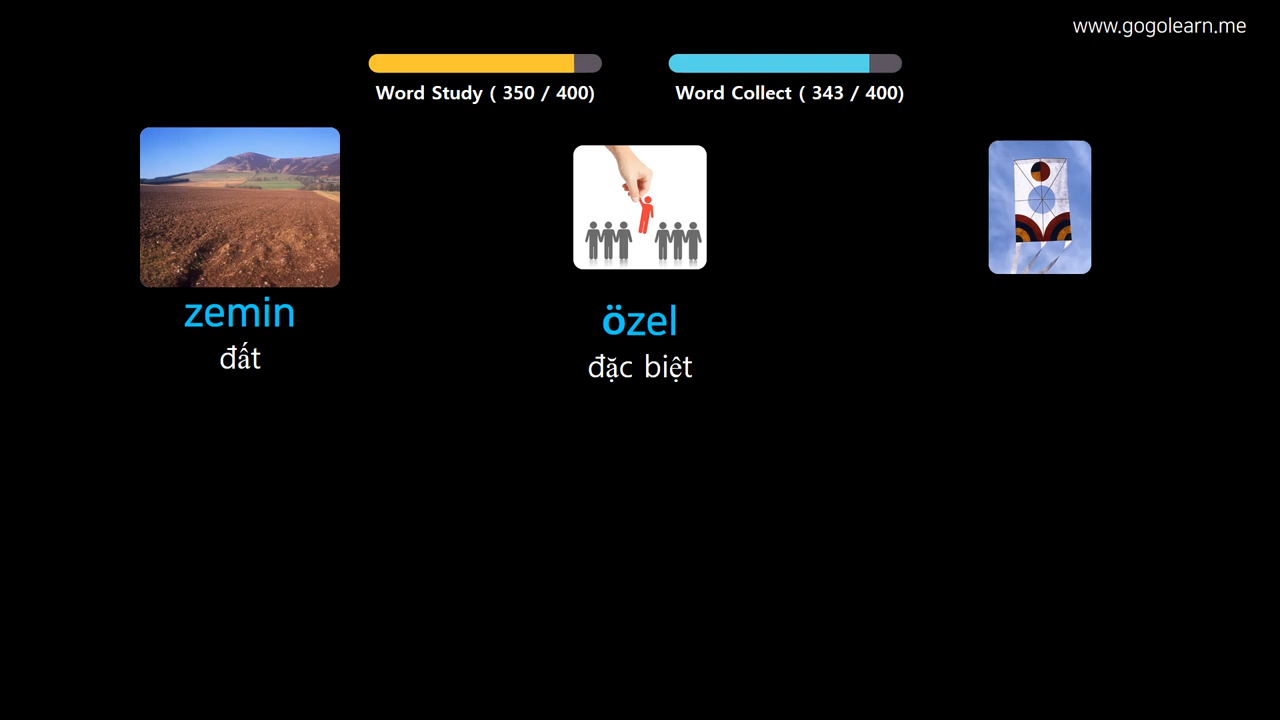 www.gogolearn.me
Word Study ( 350 / 400)
Word Collect ( 343 / 400)
zemin
đất
özel
đặc biệt